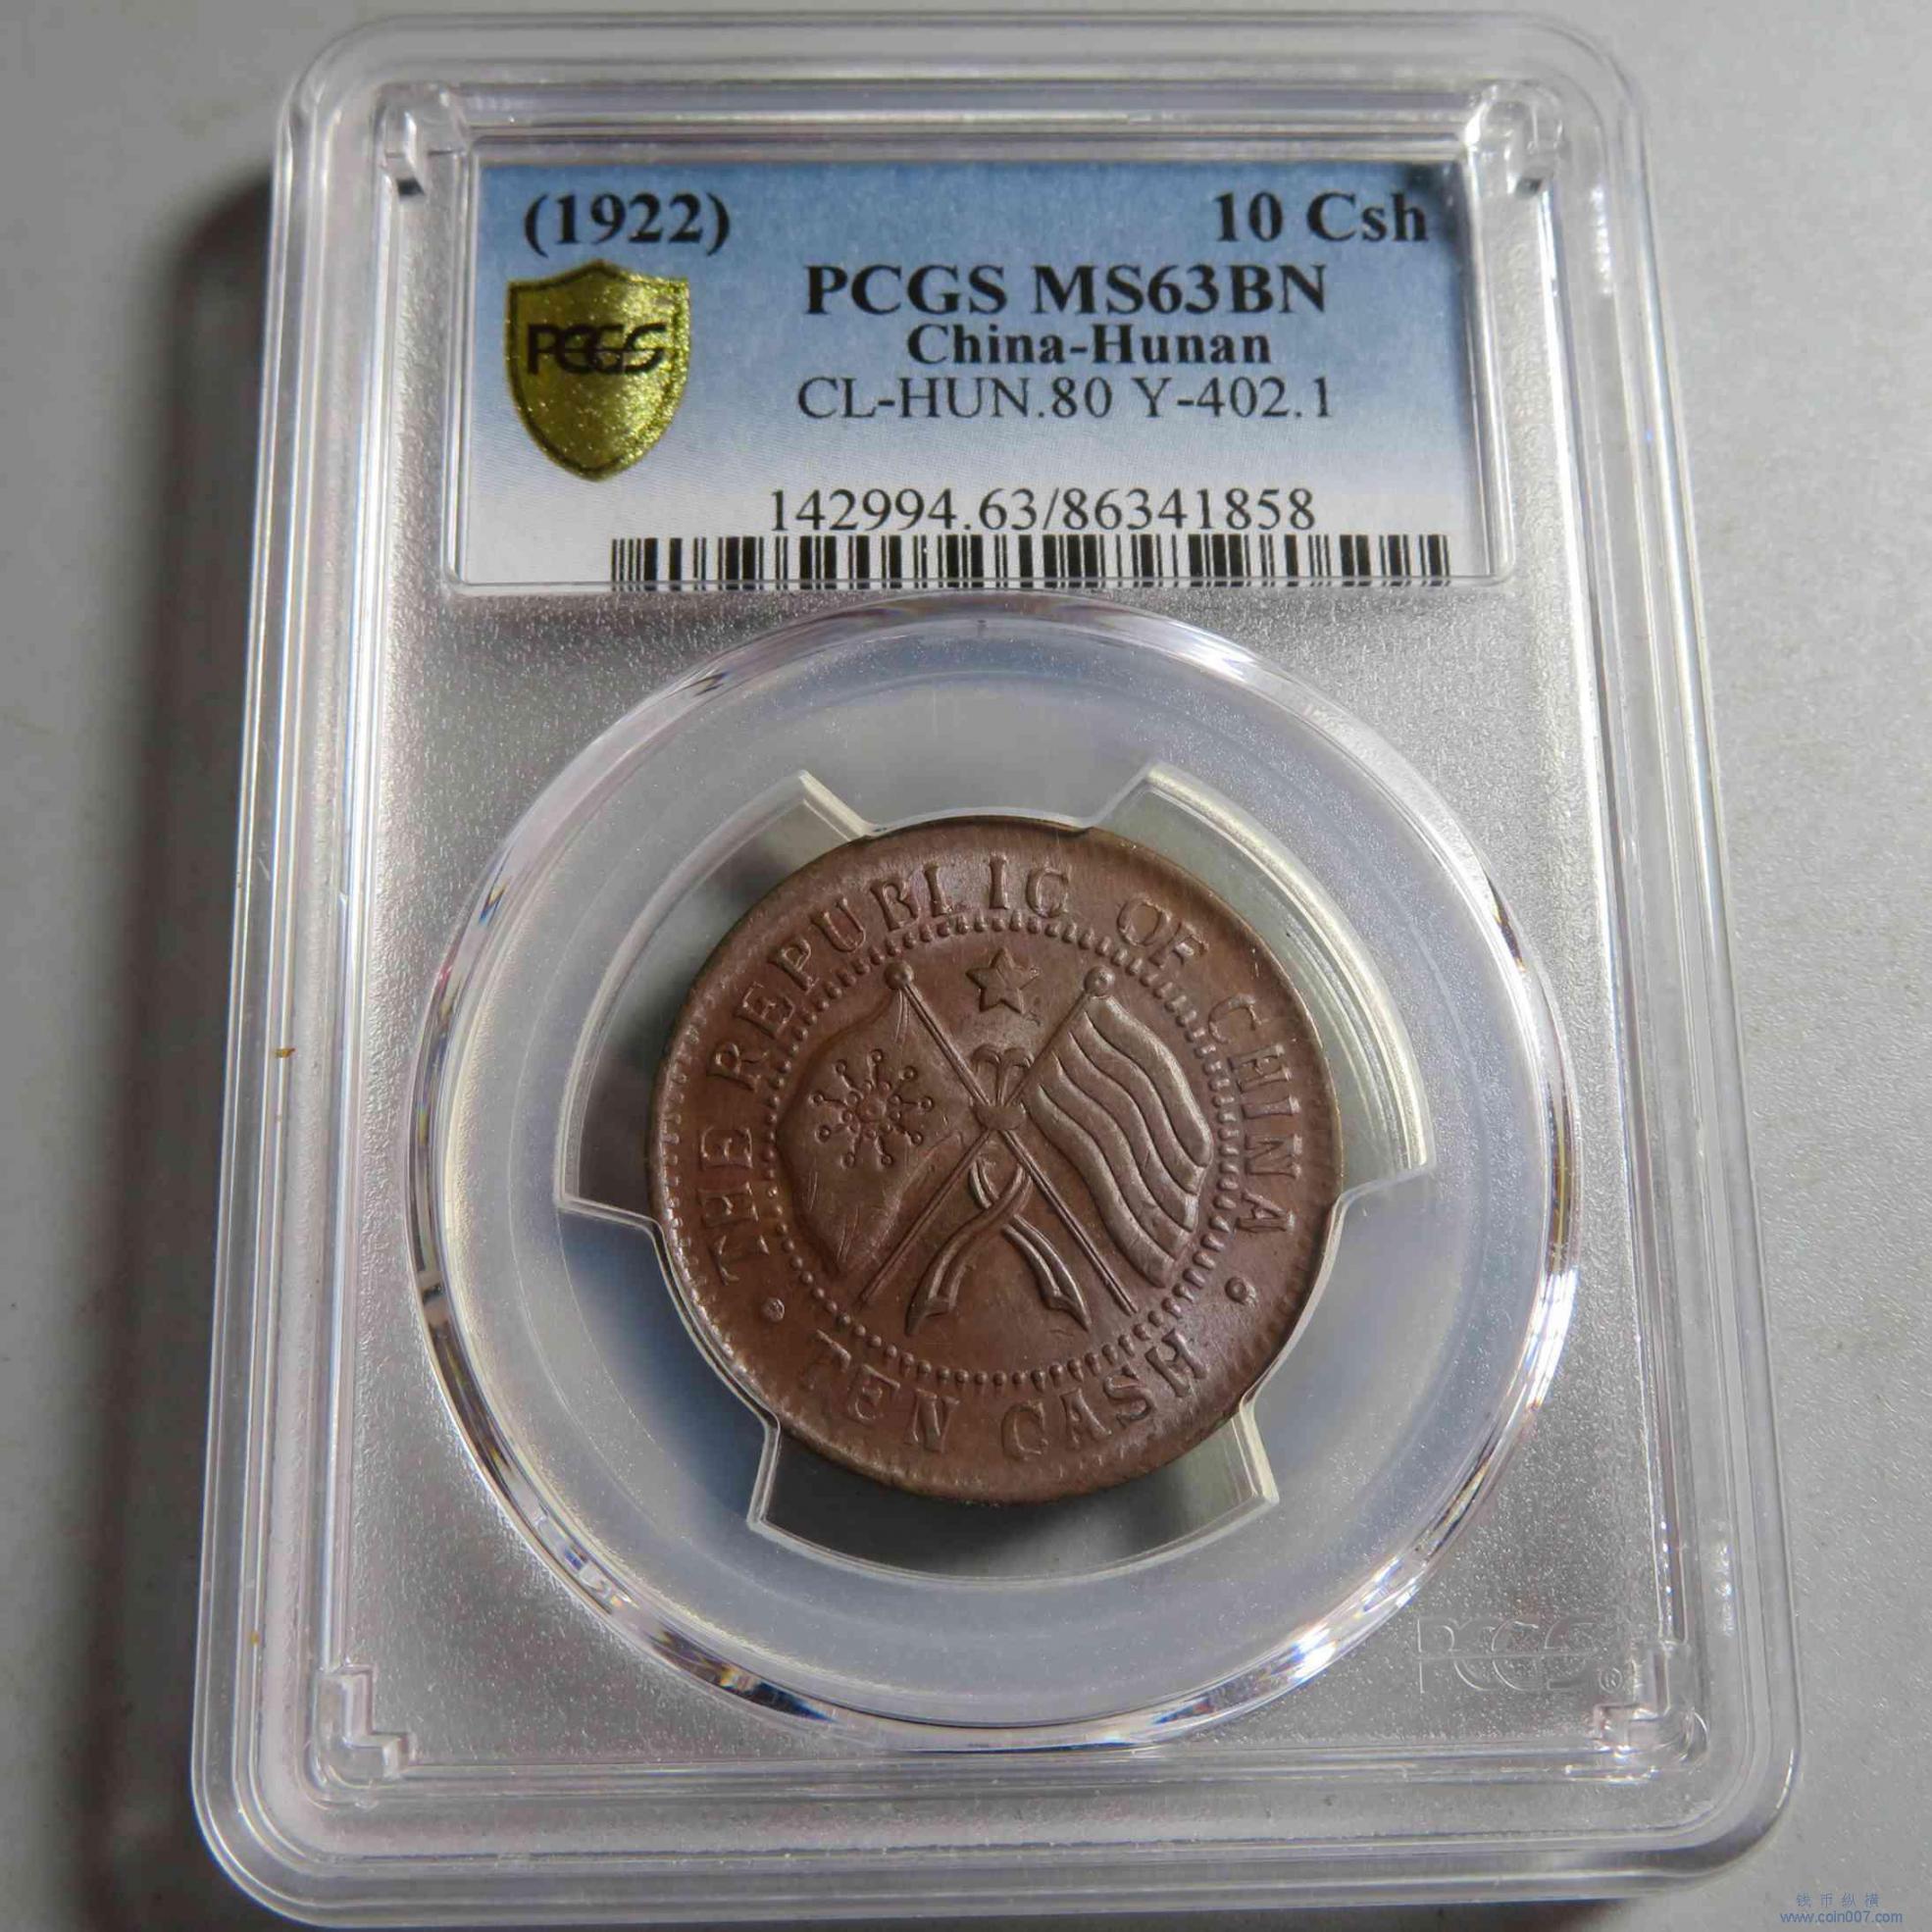 (1922) 10 Csh
PCGS MS63BN
PCGS
China-Hunan
CL-HUN.80 Y-402.1
142994.63/86341858
THE REPUBLIC OF CHINA
TEN CASH
PCGS®
钱币纵横
www.coin007.com